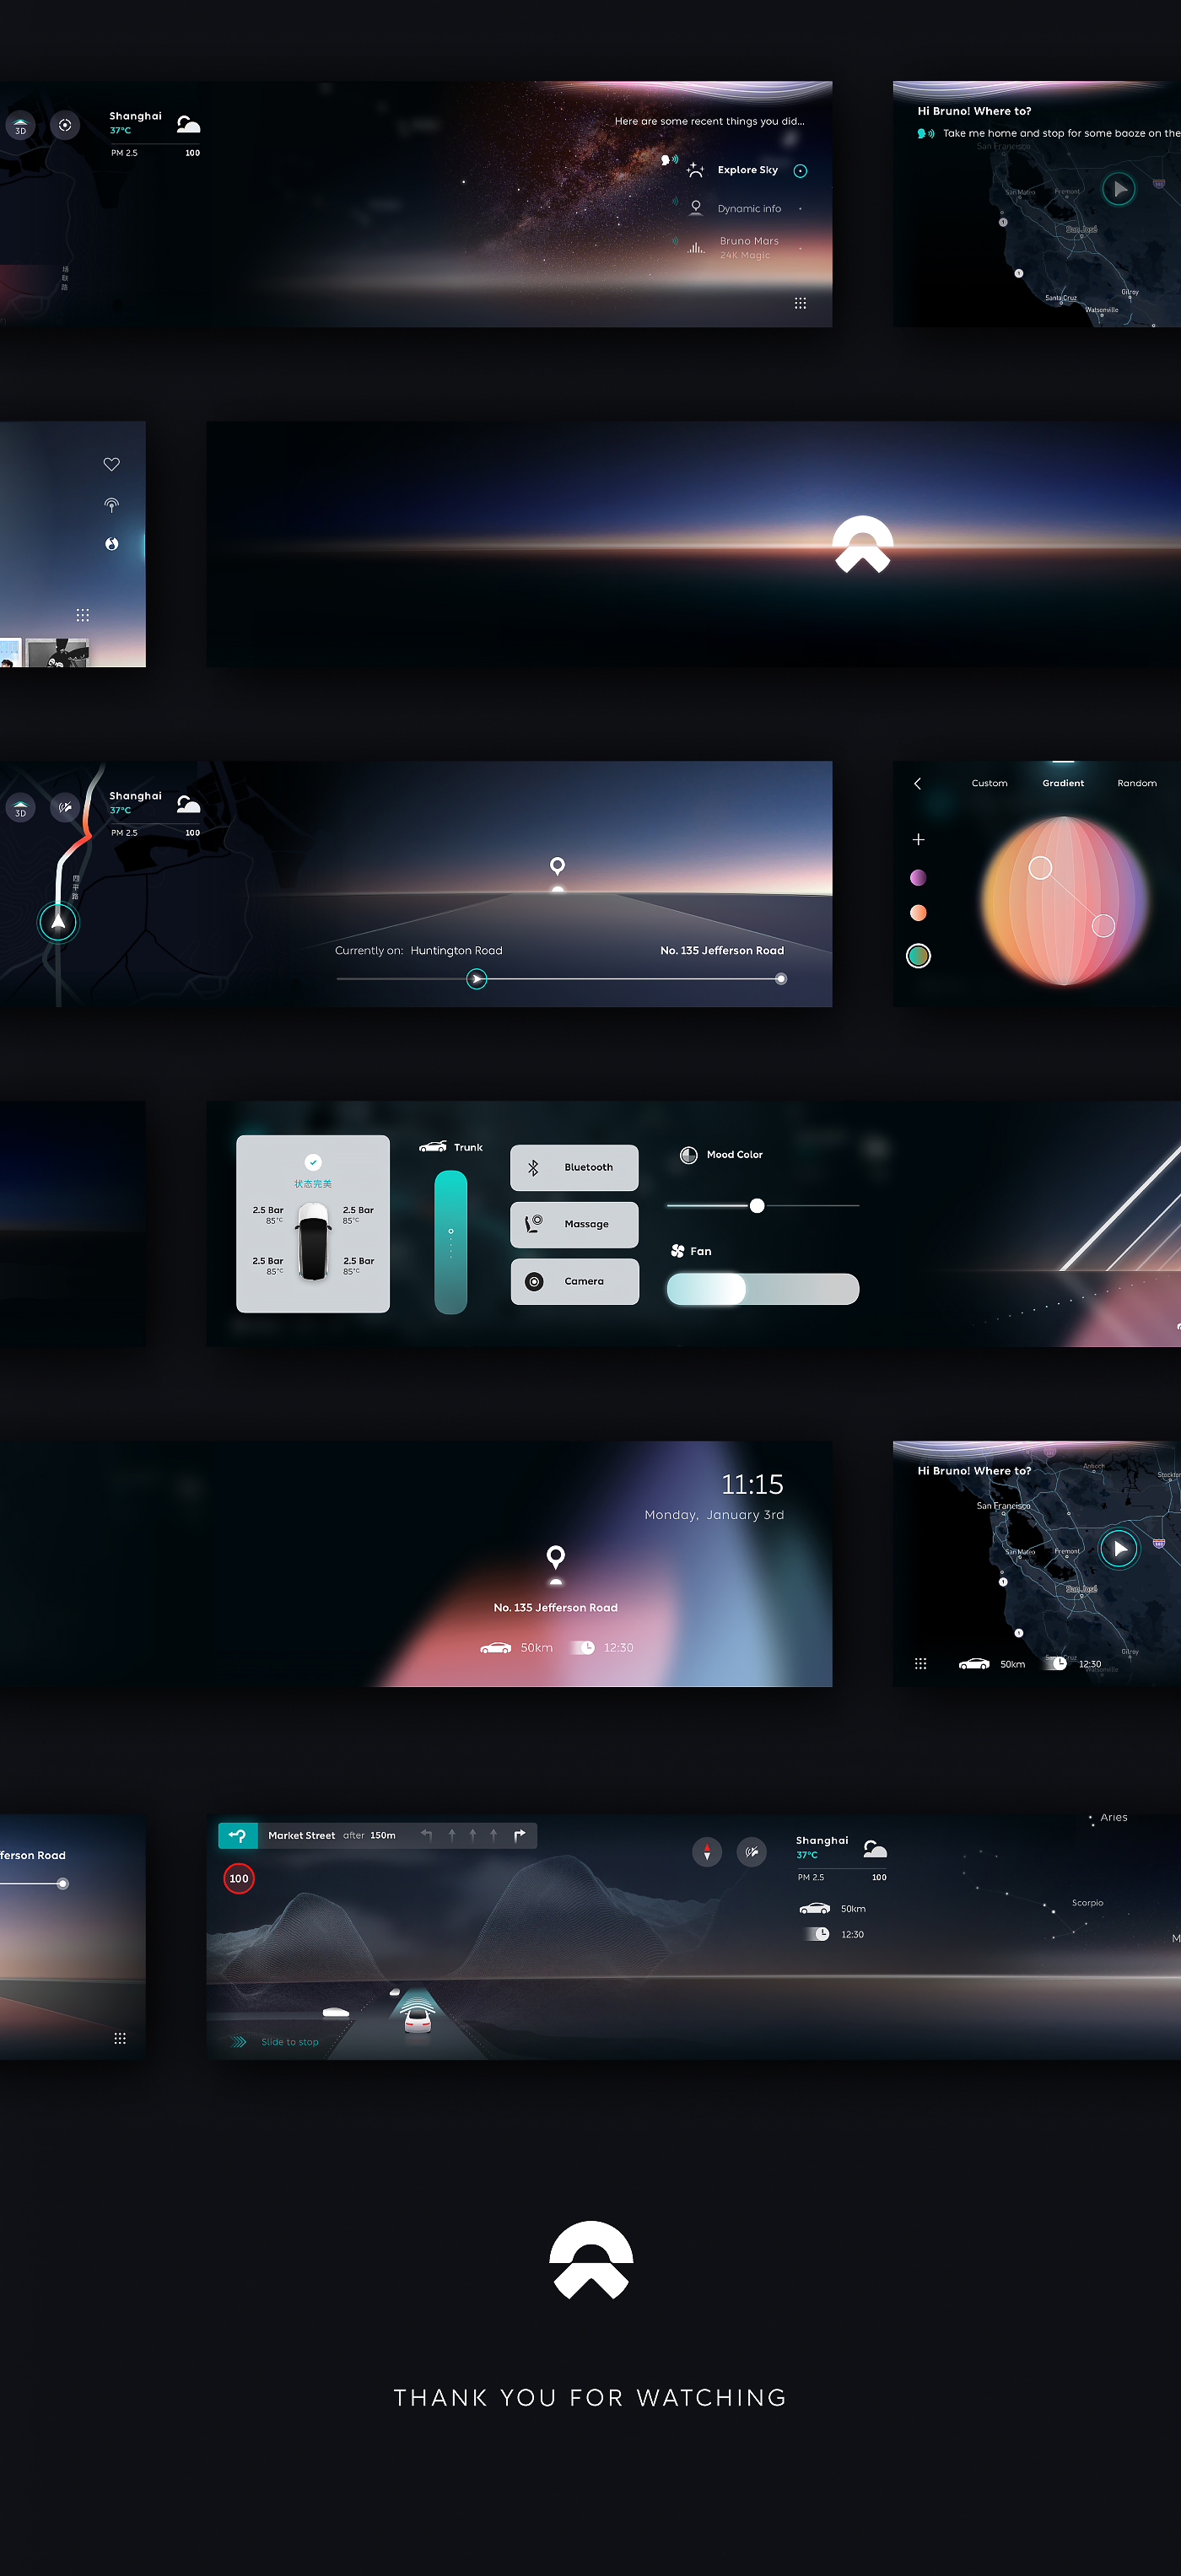 3D
Shanghai
37°C
PM 2.5 100
Here are some recent things you did...
Explore Sky
Dynamic info
Bruno Mars
24K Magic
Hi Bruno! Where to?
Take me home and stop for some baoze on the
San Francisco
San Mateo
Fremont
San José
Santa Cruz
Gilroy
Watsonville
3D
Shanghai
37°C
PM 2.5 100
四平路
Currently on: Huntington Road
No. 135 Jefferson Road
Custom Gradient Random
状态完美
2.5 Bar 2.5 Bar
85°C 85°C
2.5 Bar 2.5 Bar
85°C 85°C
Trunk
Bluetooth
Massage
Camera
Mood Color
Fan
11:15
Monday, January 3rd
No. 135 Jefferson Road
50km 12:30
Hi Bruno! Where to?
Antioch
Stockton
San Francisco
San Mateo
Fremont
San José
Gilroy
50km 12:30
ferson Road
Market Street after 150m
100
Slide to stop
Shanghai
37°C
PM 2.5 100
50km
12:30
Aries
Scorpio
M
THANK YOU FOR WATCHING